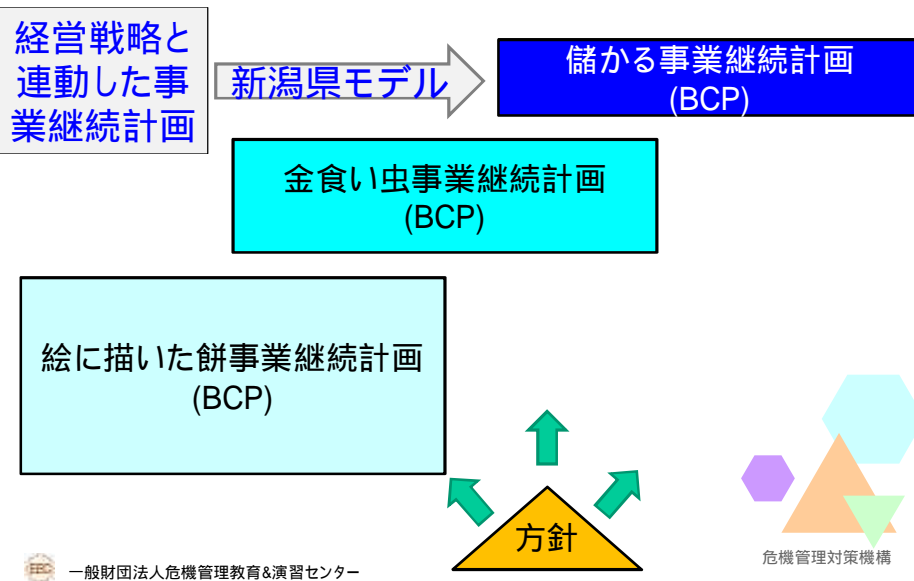 経営戦略と
連動した事
業継続計画
新潟県モデル
儲かる事業継続計画
(BCP)
金食い虫事業継続計画
(BCP)
絵に描いた餅事業継続計画
(BCP)
方針
危機管理対策機構
一般財団法人危機管理教育&演習センター